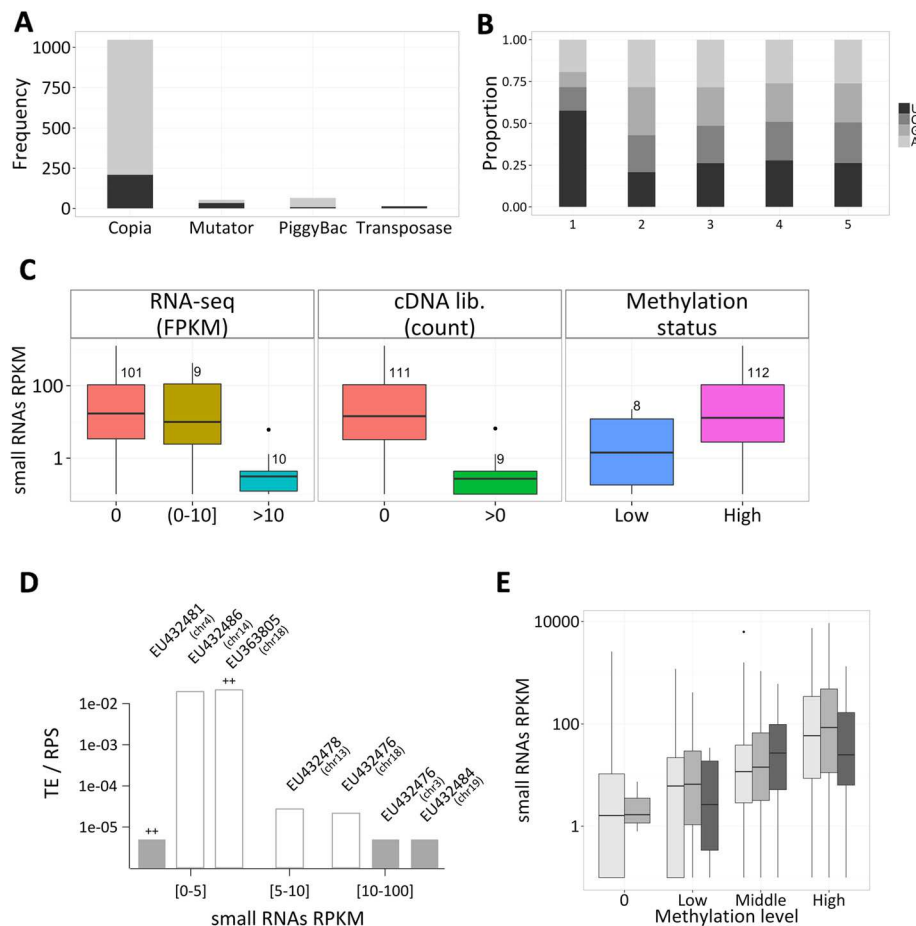 A
1000
750
500
250
0
Frequency
Copia
Mutator
PiggyBac
Transposase
B
1.00
0.75
0.50
0.25
0.00
Proportion
1
2
3
4
5
U
A
C
RNA-seq
(FPKM)
cDNA lib.
(count)
Methylation
status
small RNAs RPKM
100
1
101
9
10
111
9
8
112
0
(0-10]
>10
0
>0
Low
High
D
EU432481
(chr4)
EU432486
(chr14)
EU363805
(chr18)
EU432478
(chr13)
EU432476
(chr18)
EU432476
(chr3)
EU432484
(chr19)
++
++
TE / RPS
1e-02
1e-03
1e-04
1e-05
[0-5]
[5-10]
[10-100]
small RNAs RPKM
E
small RNAs RPKM
10000
100
1
0
Low
Middle
High
Methylation level